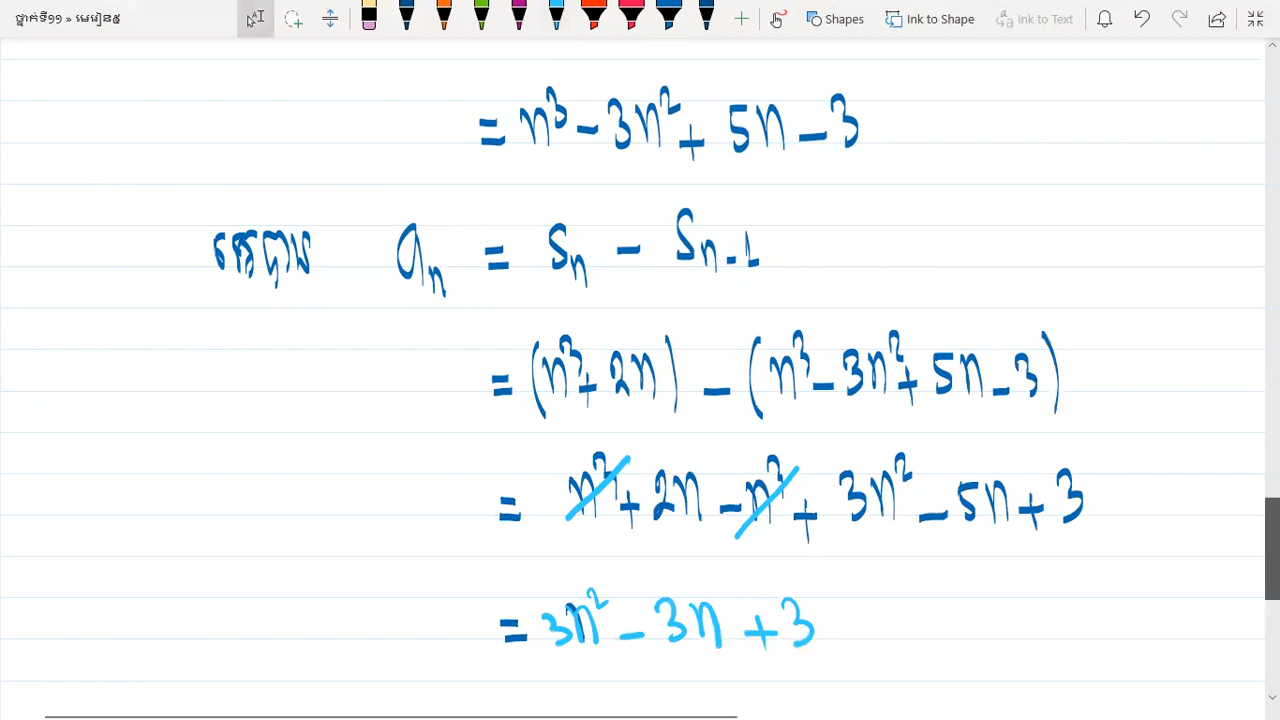 ថ្នាក់ទី១១ » មេរៀន៥ Shapes Ink to Shape Ink to Text
= n³ - 3n² + 5n - 3
គេបាន aₙ = Sₙ - Sₙ₋₁
= (n³ + 2n) - (n³ - 3n² + 5n - 3)
= n³ + 2n - n³ + 3n² - 5n + 3
= 3n² - 3n + 3